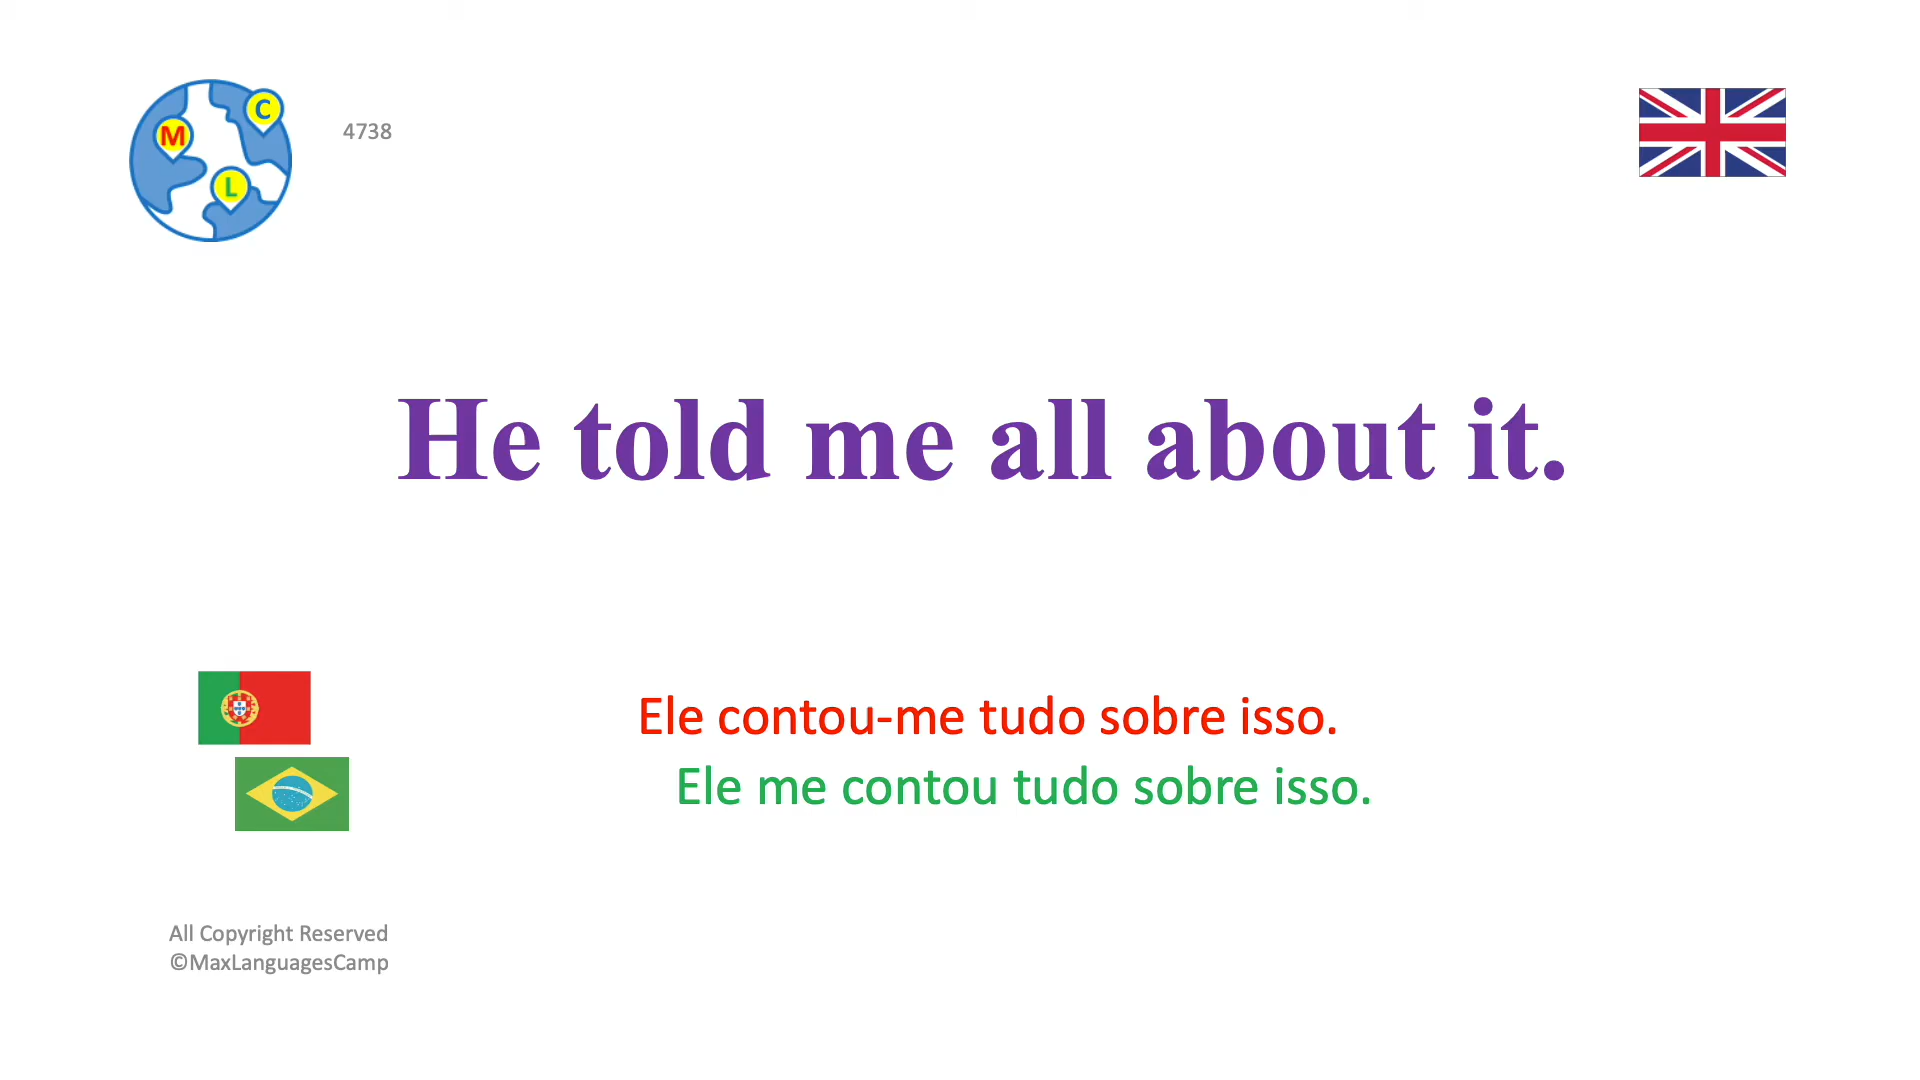 C
M
L
4738
He told me all about it.
Ele contou-me tudo sobre isso.
Ele me contou tudo sobre isso.
All Copyright Reserved
©MaxLanguagesCamp